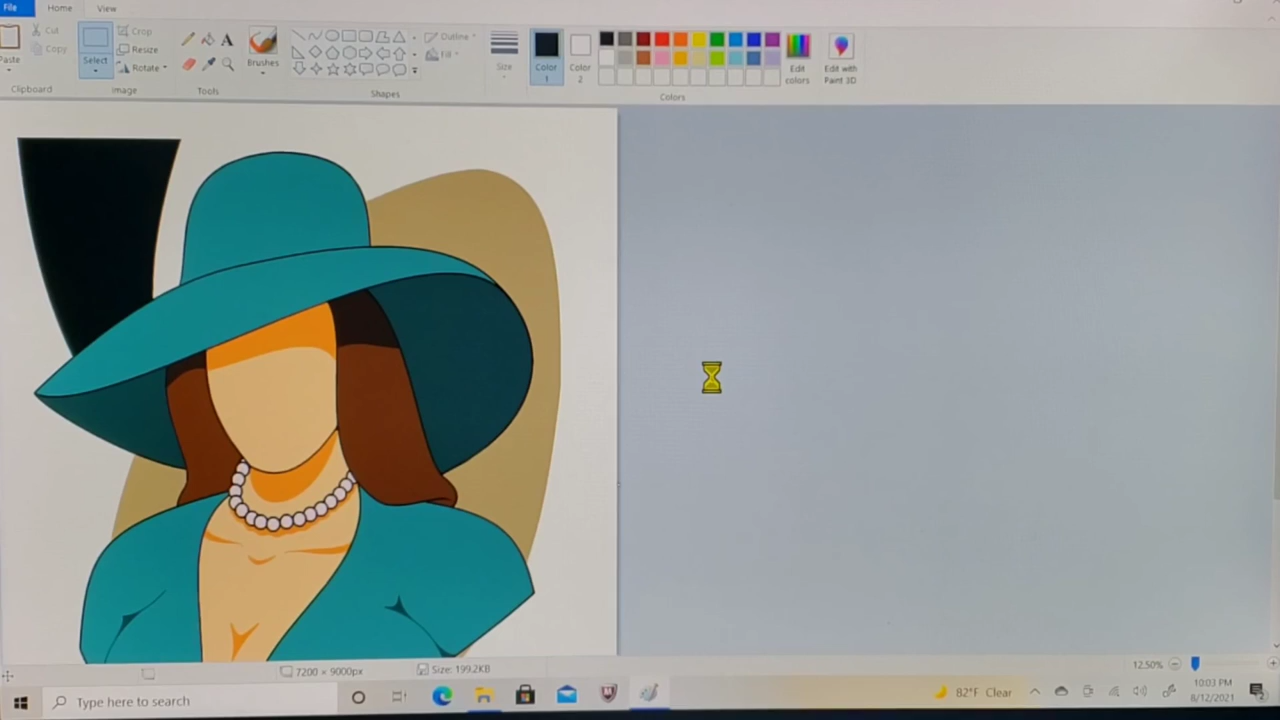 File Home View
Cut
Copy
Paste
Clipboard
Select
Crop
Resize
Rotate
Image
Tools
Brushes
Outline
Fill
Shapes
Size
Color 1
Color 2
Edit colors
Edit with Paint 3D
Colors
7200 × 9000px
Size: 199.2KB
12.50%
Type here to search
82°F Clear
10:03 PM
8/12/2021